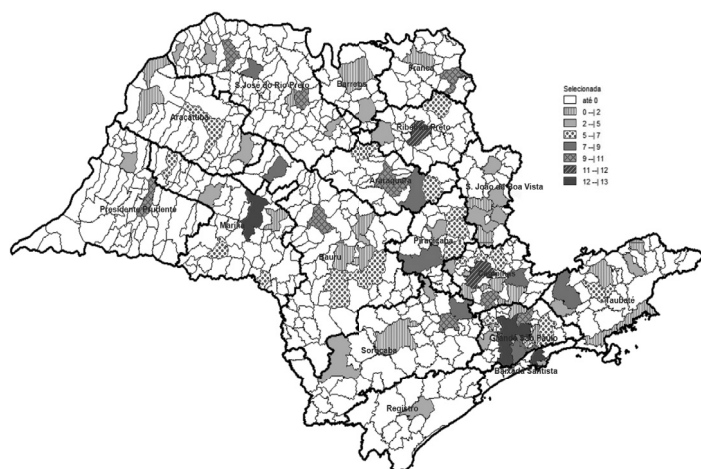 Franca
Barretos
S.José do Rio Preto
Araçatuba
Ribeirão Preto
Araraquara
S. João da Boa Vista
Presidente Prudente
Marília
Piracicaba
Bauru
Taubaté
Grande São Paulo
Sorocaba
Baixada Santista
Registro
Selecionada
até 0
0 --| 2
2 --| 5
5 --| 7
7 --| 9
9 --| 11
11 --| 12
12 --| 13